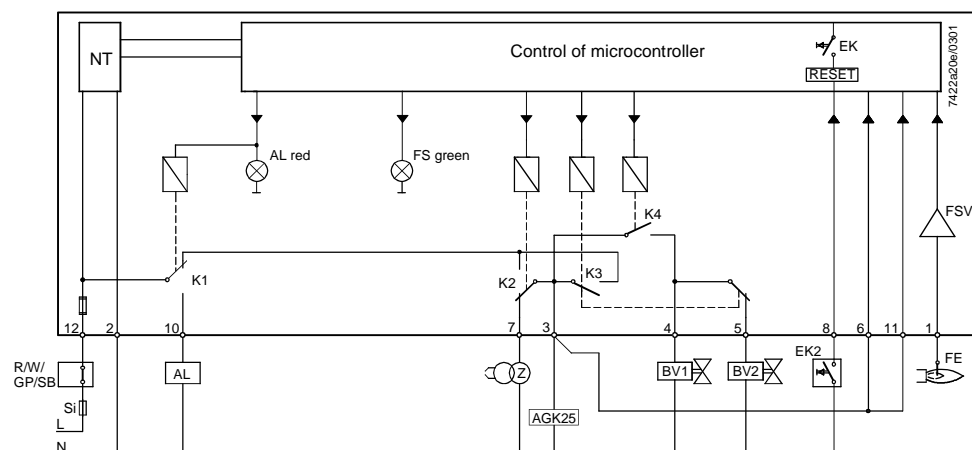 NT
Control of microcontroller
EK
RESET
7422a20e/0301
AL red
FS green
FSV
K4
K1
K2
K3
12
2
10
7
3
4
5
8
6
11
1
R/W/
GP/SB
AL
Z
BV1
BV2
EK2
FE
Si
AGK25
L
N